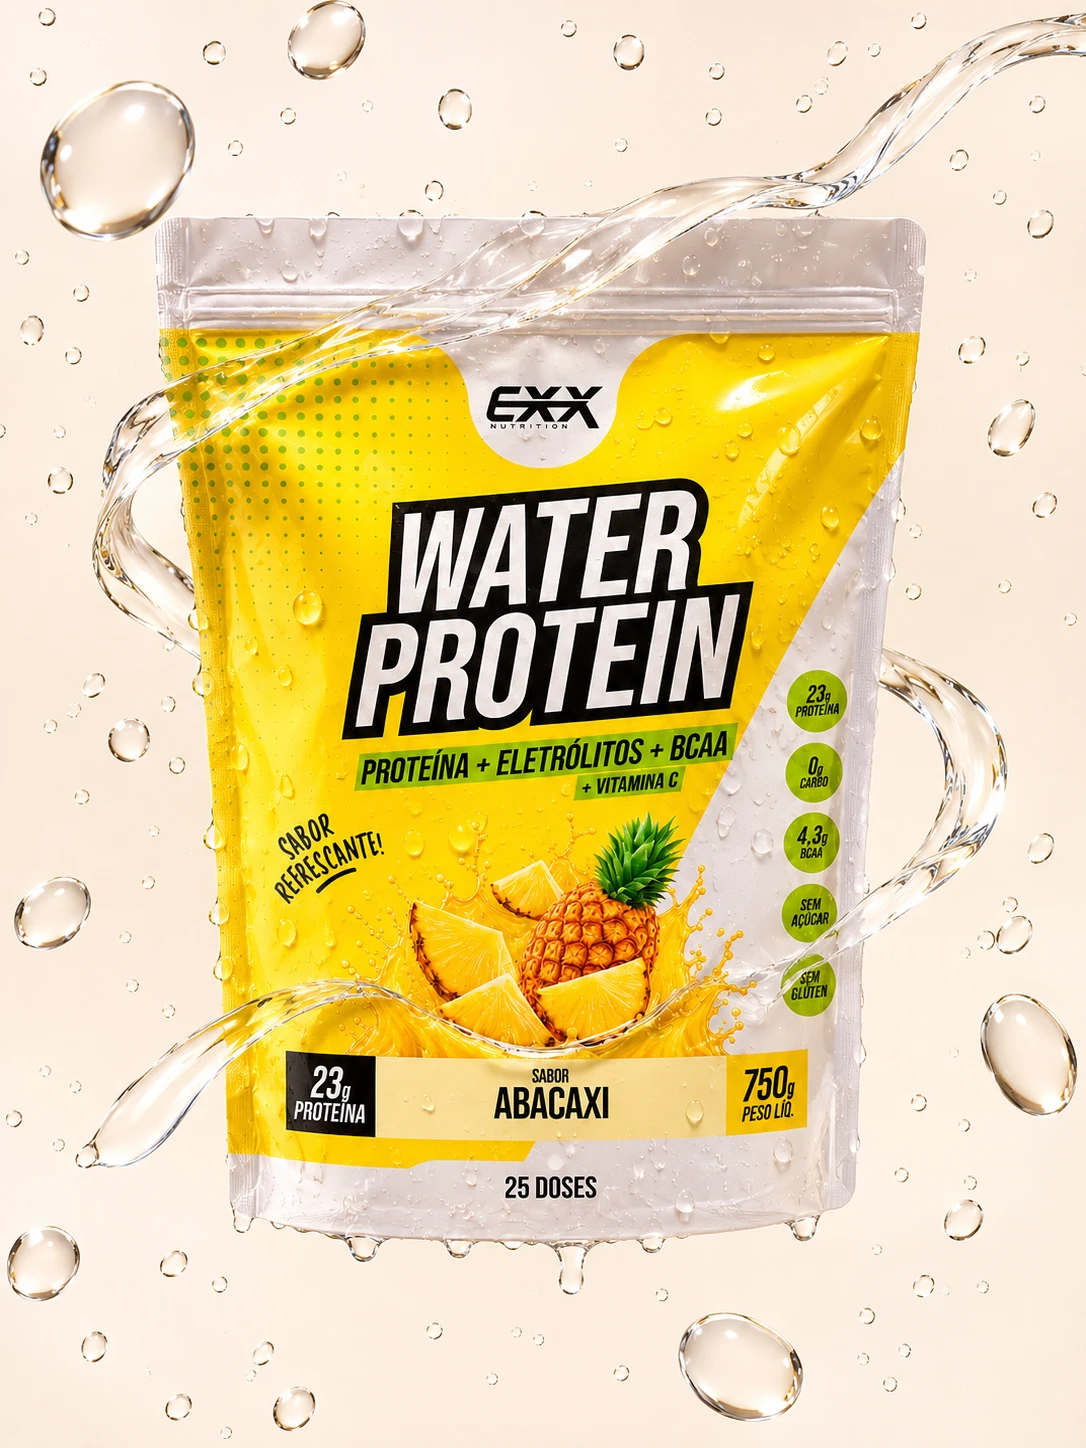 EXX
NUTRITION
WATER
PROTEIN
PROTEÍNA + ELETRÓLITOS + BCAA
+ VITAMINA C
SABOR
REFRESCANTE!
23g
PROTEÍNA
0g
CARBO
4,3g
BCAA
SEM
AÇÚCAR
SEM
GLÚTEN
23g
PROTEÍNA
SABOR
ABACAXI
750g
PESO LÍQ.
25 DOSES